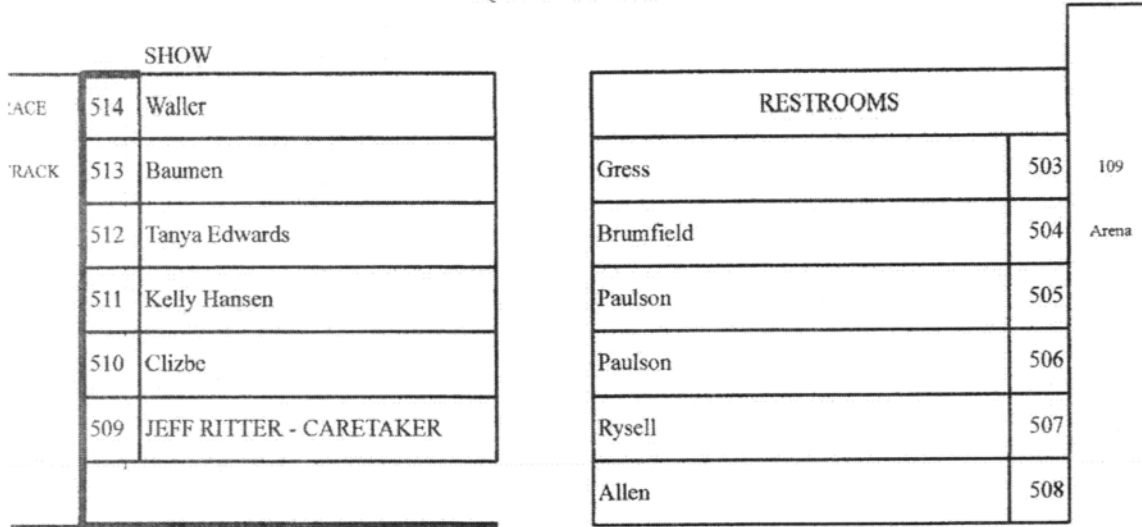 SHOW
514 Waller
513 Baumen
512 Tanya Edwards
511 Kelly Hansen
510 Clizbe
509 JEFF RITTER - CARETAKER
RESTROOMS
Gress 503
Brumfield 504
Paulson 505
Paulson 506
Rysell 507
Allen 508
109
Arena